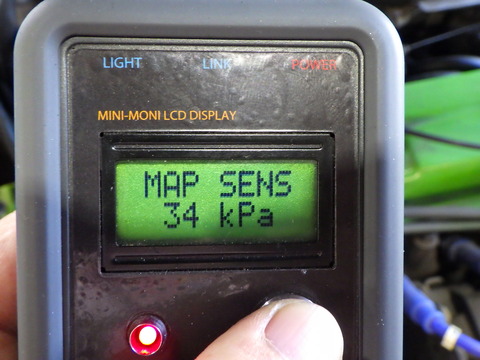 LIGHT LINK POWER
MINI-MONI LCD DISPLAY
MAP SENS
34 kPa